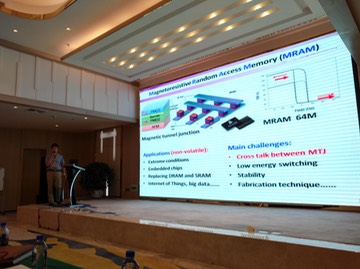 Magnetoresistive Random Access Memory (MRAM)
Magnetic tunnel junction
MRAM 64M
Applications (non-volatile):
• Extreme conditions
• Embedded chips
• Replacing DRAM and SRAM
• Internet of Things, big data……
Main challenges:
• Cross talk between MTJ
• Low energy switching
• Stability
• Fabrication technique……